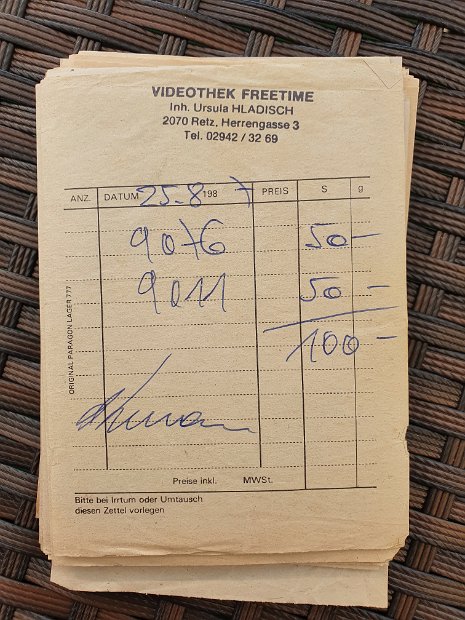 VIDEOTHEK FREETIME
Inh. Ursula HLADISCH
2070 Retz, Herrengasse 3
Tel. 02942 / 32 69
ANZ. DATUM 25.8 198 7 PREIS S g
9076 50 –
9011 50 –
100 –
ORIGINAL PARAGON LAGER 777
Preise inkl. MWSt.
Bitte bei Irrtum oder Umtausch
diesen Zettel vorlegen